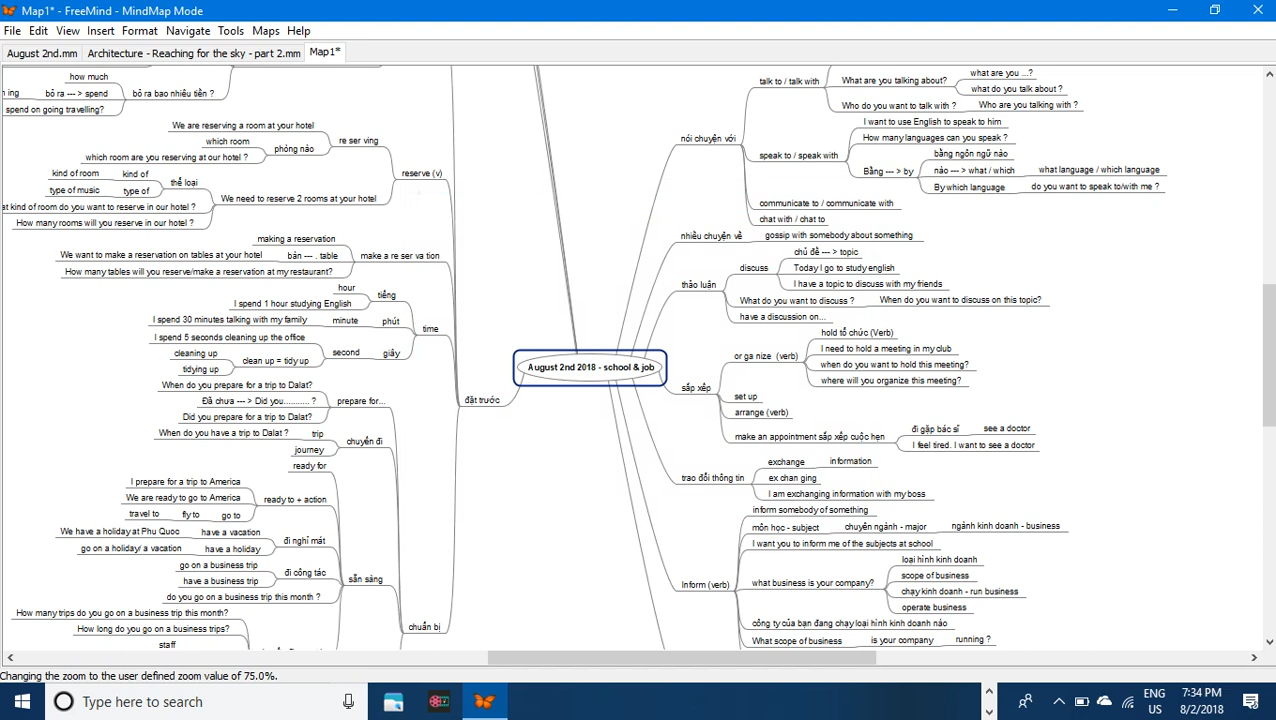 Map1* - FreeMind - MindMap Mode
File Edit View Insert Format Navigate Tools Maps Help
August 2nd.mm Architecture - Reaching for the sky - part 2.mm Map1*
how much
n ing bỏ ra --- > spend bỏ ra bao nhiêu tiền ?
spend on going travelling?
We are reserving a room at your hotel
re ser ving
which room phòng nào
which room are you reserving at our hotel ?
reserve (v)
kind of room kind of
thể loại
type of music type of
We need to reserve 2 rooms at your hotel
at kind of room do you want to reserve in our hotel ?
How many rooms will you reserve in our hotel ?
making a reservation
We want to make a reservation on tables at your hotel bàn --- . table make a re ser va tion
How many tables will you reserve/make a reservation at my restaurant?
hour
tiếng
I spend 1 hour studying English
I spend 30 minutes talking with my family minute phút
time
I spend 5 seconds cleaning up the office
second giây
cleaning up
clean up = tidy up
tidying up
When do you prepare for a trip to Dalat?
Đã chưa --- > Did you.......... ? prepare for...
Did you prepare for a trip to Dalat?
đặt trước
When do you have a trip to Dalat ? trip
chuyến đi
journey
ready for
I prepare for a trip to America
We are ready to go to America ready to + action
travel to fly to go to
We have a holiday at Phu Quoc have a vacation
đi nghỉ mát
go on a holiday/ a vacation have a holiday
go on a business trip
đi công tác
have a business trip
sẵn sàng
do you go on a business trip this month ?
How many trips do you go on a business trip this month?
How long do you go on a business trips?
chuẩn bị
staff
August 2nd 2018 - school & job
talk to / talk with What are you talking about? what are you ...?
what do you talk about ?
Who do you want to talk with ? Who are you talking with ?
I want to use English to speak to him
nói chuyện với
How many languages can you speak ?
speak to / speak with
bằng ngôn ngữ nào
Bằng --- > by nào ---> what / which what language / which language
By which language do you want to speak to/with me ?
communicate to / communicate with
chat with / chat to
nhiều chuyện về gossip with somebody about something
chủ đề ---> topic
discuss Today I go to study english
thảo luận I have a topic to discuss with my friends
What do you want to discuss ? When do you want to discuss on this topic?
have a discussion on...
hold tổ chức (Verb)
or ga nize (verb) I need to hold a meeting in my club
when do you want to hold this meeting?
where will you organize this meeting?
sắp xếp
set up
arrange (verb)
đi gặp bác sĩ see a doctor
make an appointment sắp xếp cuộc hẹn
I feel tired. I want to see a doctor
exchange information
trao đổi thông tin ex chan ging
I am exchanging information with my boss
inform somebody of something
môn học - subject chuyên ngành - major ngành kinh doanh - business
I want you to inform me of the subjects at school
loại hình kinh doanh
scope of business
Inform (verb) what business is your company?
chạy kinh doanh - run business
operate business
công ty của bạn đang chạy loại hình kinh doanh nào
What scope of business is your company running ?
Changing the zoom to the user defined zoom value of 75.0%.
Type here to search
ENG
US
7:34 PM
8/2/2018